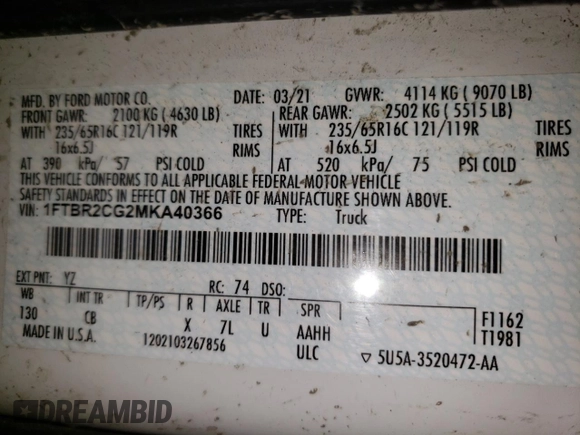 MFD. BY FORD MOTOR CO.
DATE: 03/21 GVWR: 4114 KG ( 9070 LB)
FRONT GAWR: 2100 KG ( 4630 LB)
REAR GAWR: 2502 KG ( 5515 LB)
WITH 235/65R16C 121/119R TIRES
WITH 235/65R16C 121/119R TIRES
16x6.5J RIMS
16x6.5J RIMS
AT 390 kPa/ 57 PSI COLD
AT 520 kPa/ 75 PSI COLD
THIS VEHICLE CONFORMS TO ALL APPLICABLE FEDERAL MOTOR VEHICLE
SAFETY STANDARDS IN EFFECT ON THE DATE OF MANUFACTURE SHOWN ABOVE.
VIN: 1FTBR2CG2MKA40366 TYPE: Truck
EXT PNT: YZ RC: 74 DSO:
WB INT TR TP/PS R AXLE TR SPR
130 CB X 7L U AAHH
F1162
T1981
MADE IN U.S.A. 1202103267856 ULC ▽ 5U5A-3520472-AA
DREAMBID